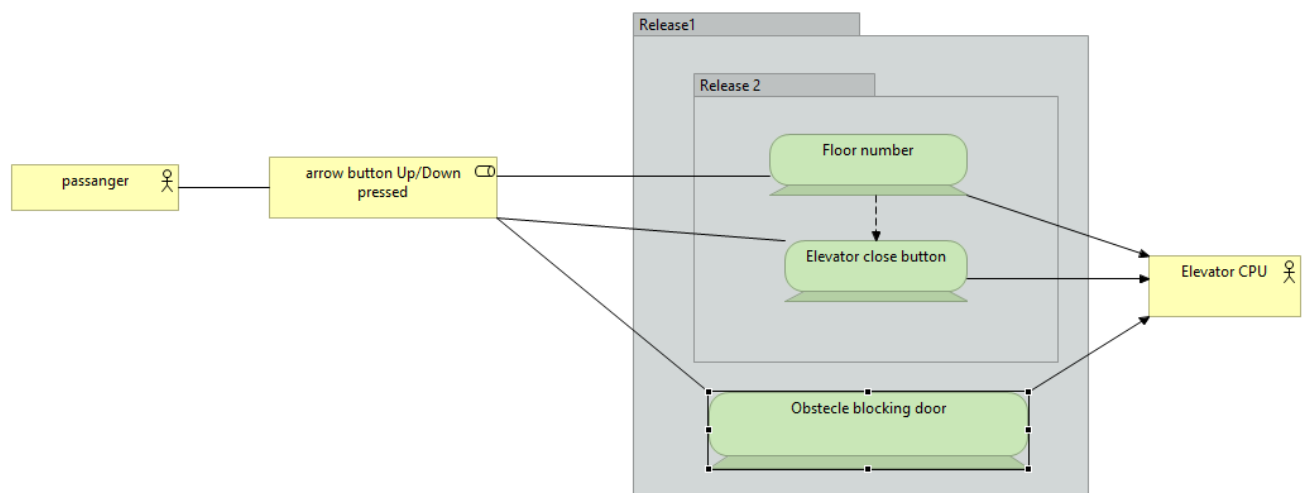 Release1
Release 2
Floor number
passanger
arrow button Up/Down
pressed
Elevator close button
Elevator CPU
Obstecle blocking door